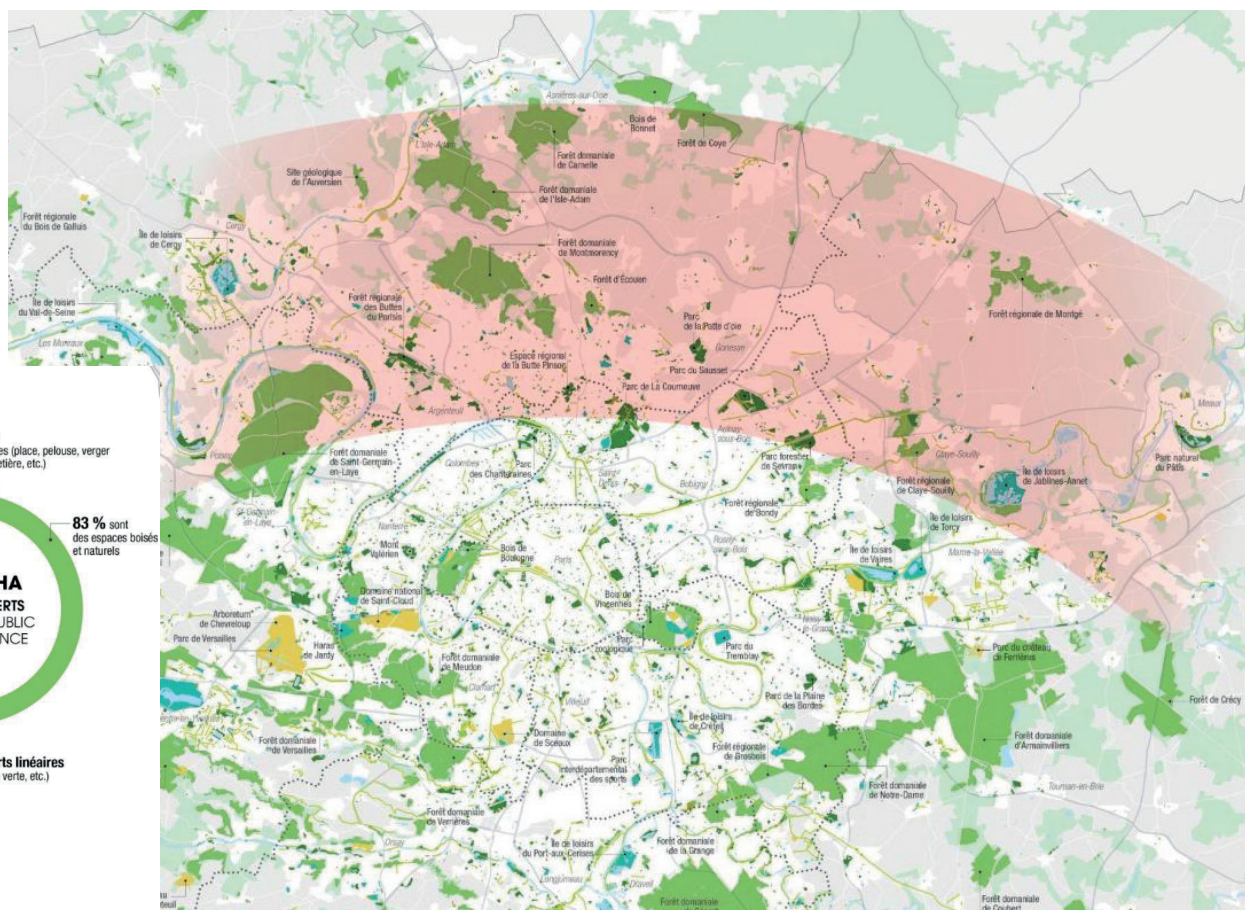 Asnières-sur-Oise
Bois de
Bonnet
Forêt de Coye
L'Isle-Adam
Forêt domaniale
de Carnelle
Site géologique
de l'Auversien
Forêt domaniale
de l'Isle-Adam
Forêt régionale
du Bois de Galluis
Cergy
Île de loisirs
de Cergy
Forêt domaniale
de Montmorency
Forêt d'Écouen
Île de loisirs
du Val-de-Seine
Forêt régionale
des Buttes
du Parisis
Parc
de la Patte d'oie
Forêt régionale de Montgé
Les Mureaux
Gonesse
Espace régional
de la Butte Pinson
Parc du Sausset
Parc de La Courneuve
Argenteuil
Meaux
Aulnay-
sous-Bois
es (place, pelouse, verger
etière, etc.)
Poissy
Forêt domaniale
de Saint-Germain
en-Laye
Colombes
Parc
des Chanteraines
Saint-
Denis
Bobigny
Parc forestier
de Sevran
Claye-Souilly
Forêt régionale
de Claye-Souilly
Île de loisirs
de Jablines-Annet
Parc naturel
du Pâtis
St-Germain-
en-Laye
Forêt régionale
de Bondy
Île de loisirs
de Torcy
83 % sont
des espaces boisés
et naturels
Nanterre
Mont
Valérien
Bois de
Boulogne
Paris
Rosny-
sous-Bois
Île de loisirs
de Vaires
Marne-la-Vallée
HA
ERTS
PUBLIC
NCE
Domaine national
de Saint-Cloud
Bois de
Vincennes
Arboretum
de Chevreloup
Parc de Versailles
Haras
de Jardy
Parc
zoologique
Parc du
Tremblay
Noisy-
le-Grand
Parc du château
de Ferrières
Forêt domaniale
de Meudon
Clamart
Villejuif
Parc de la Plaine
des Bordes
Forêt de Crécy
Forêt domaniale
de Versailles
Domaine
de Sceaux
Île de loisirs
de Créteil
Forêt régionale
de Grosbois
Forêt domaniale
d'Armainvilliers
rts linéaires
verte, etc.)
Parc
interdépartemental
des sports
Forêt domaniale
de Notre-Dame
Tournan-en-Brie
Forêt domaniale
de Verrières
Orsay
Île de loisirs
du Port-aux-Cerises
Forêt domaniale
de la Grange
Longjumeau
Draveil
Forêt domaniale
Forêt domaniale
de Coubert